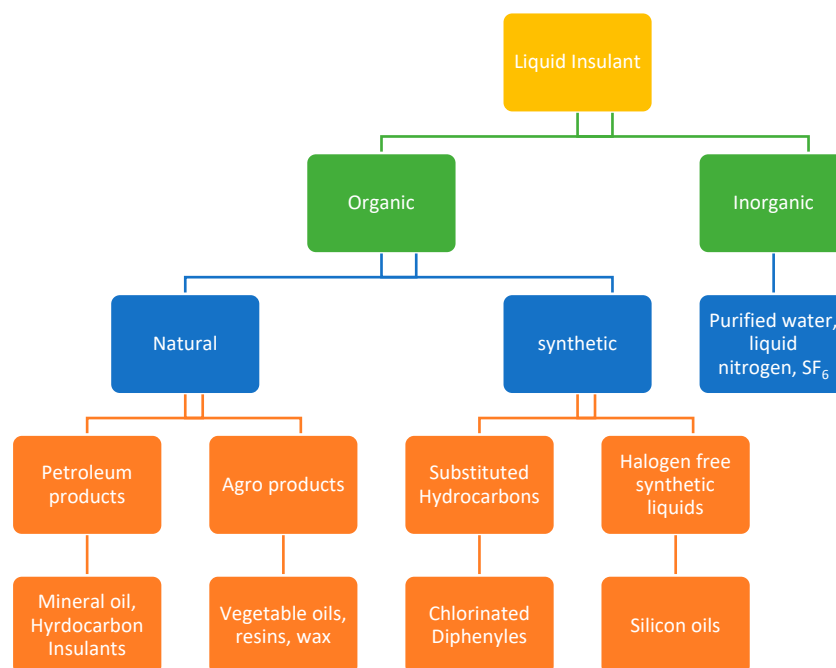 Liquid Insulant
Organic
Inorganic
Natural
synthetic
Purified water,
liquid
nitrogen, SF₆
Petroleum
products
Agro products
Substituted
Hydrocarbons
Halogen free
synthetic
liquids
Mineral oil,
Hyrdocarbon
Insulants
Vegetable oils,
resins, wax
Chlorinated
Diphenyles
Silicon oils